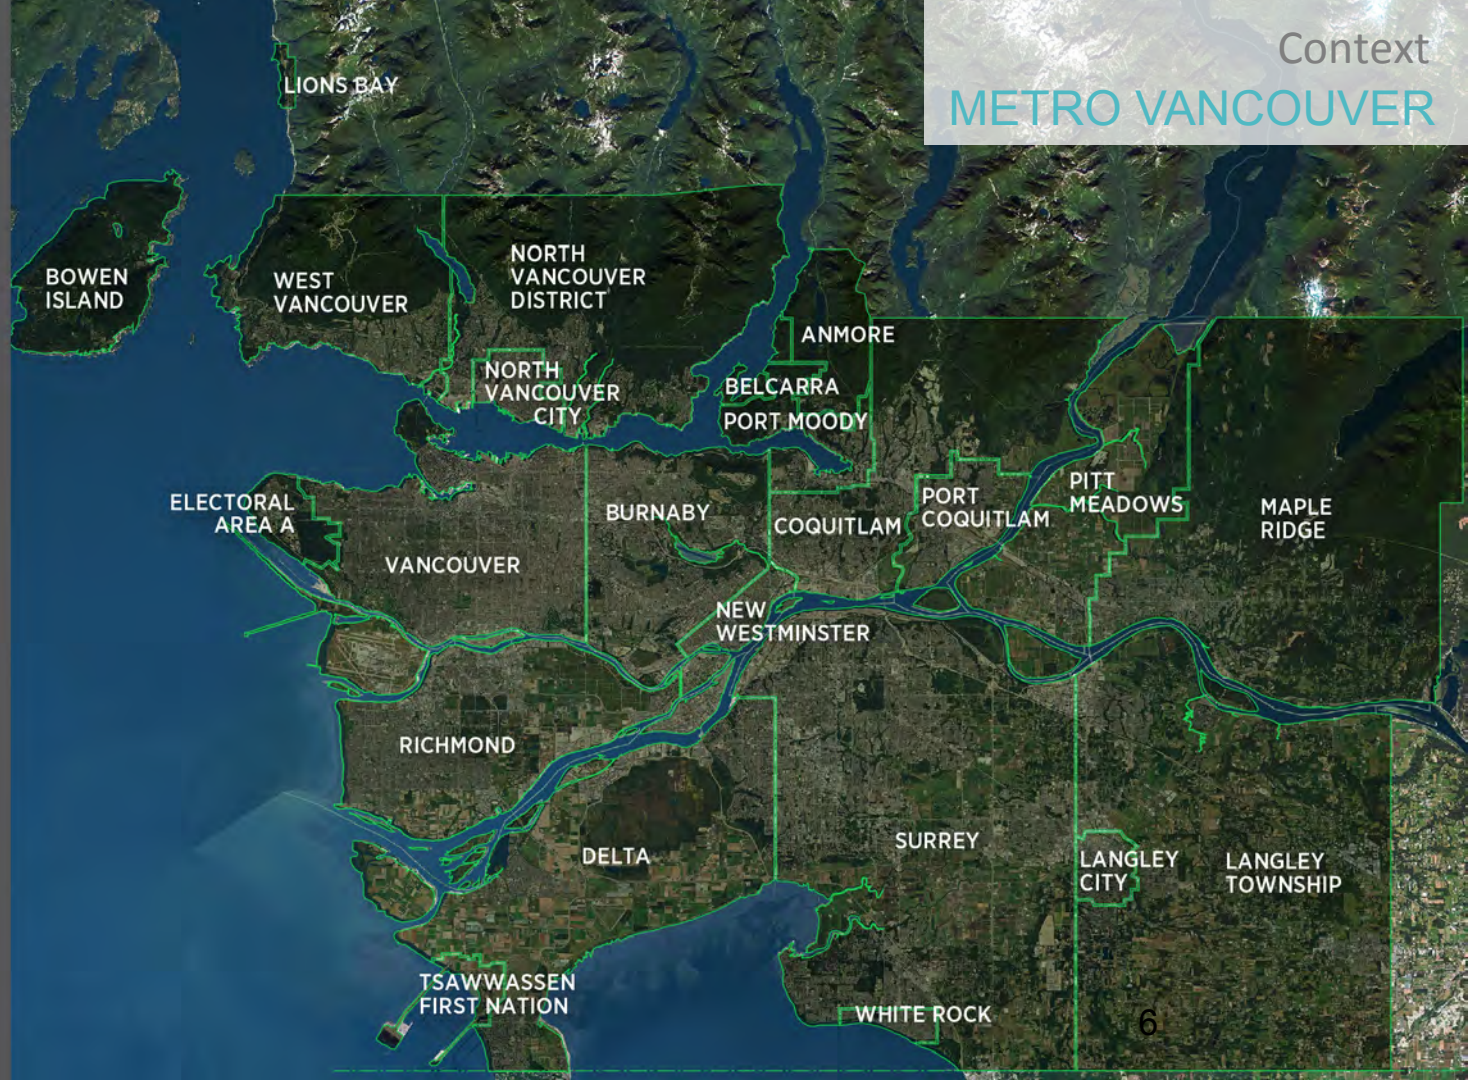 Context
METRO VANCOUVER
LIONS BAY
BOWEN
ISLAND
WEST
VANCOUVER
NORTH
VANCOUVER
DISTRICT
NORTH
VANCOUVER
CITY
ANMORE
BELCARRA
PORT MOODY
ELECTORAL
AREA A
VANCOUVER
BURNABY
COQUITLAM
PORT
COQUITLAM
PITT
MEADOWS
MAPLE
RIDGE
NEW
WESTMINSTER
RICHMOND
DELTA
SURREY
LANGLEY
CITY
LANGLEY
TOWNSHIP
TSAWWASSEN
FIRST NATION
WHITE ROCK
6